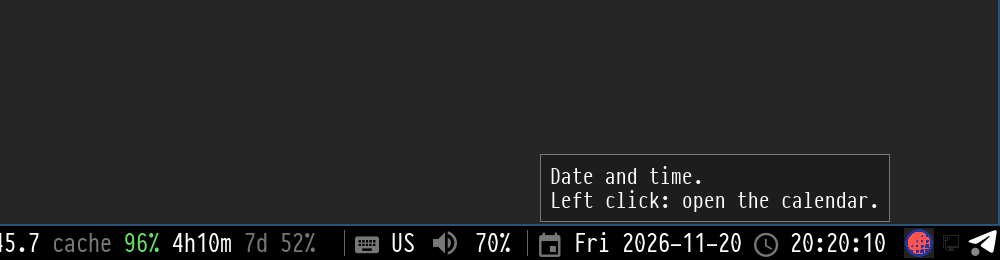 Date and time.
Left click: open the calendar.
45.7 cache 96% 4h10m 7d 52% US 70% Fri 2026-11-20 20:20:10